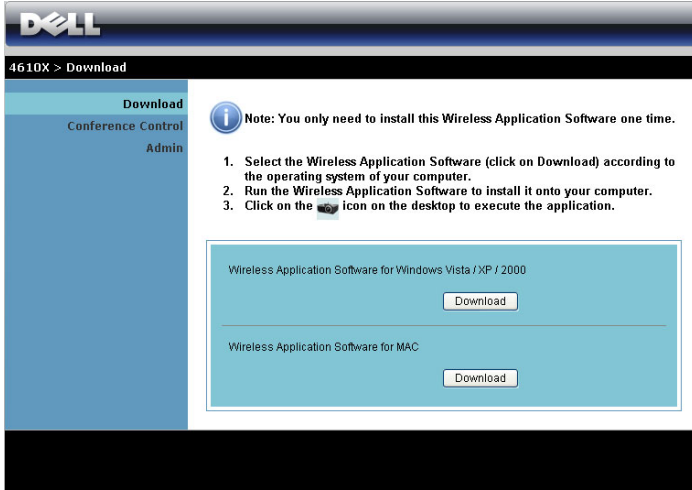 DELL
4610X > Download
Download
Conference Control
Admin
Note: You only need to install this Wireless Application Software one time.
1. Select the Wireless Application Software (click on Download) according to
the operating system of your computer.
2. Run the Wireless Application Software to install it onto your computer.
3. Click on the icon on the desktop to execute the application.
Wireless Application Software for Windows Vista / XP / 2000
Download
Wireless Application Software for MAC
Download